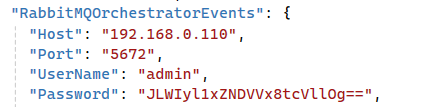 "RabbitMQOrchestratorEvents": {
"Host": "192.168.0.110",
"Port": "5672",
"UserName": "admin",
"Password": "JLWIyl1xZNDVVx8tcVllOg==",